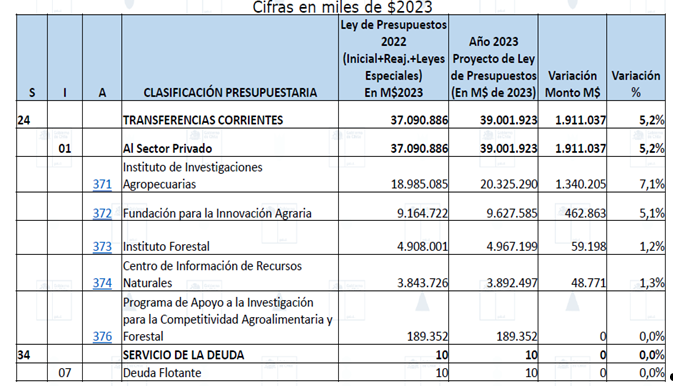 Cifras en miles de $2023
S I A CLASIFICACIÓN PRESUPUESTARIA Ley de Presupuestos 2022 (Inicial+Reaj.+Leyes Especiales) En M$2023 Año 2023 Proyecto de Ley de Presupuestos (En M$ de 2023) Variación Monto M$ Variación %
24 TRANSFERENCIAS CORRIENTES 37.090.886 39.001.923 1.911.037 5,2%
01 Al Sector Privado 37.090.886 39.001.923 1.911.037 5,2%
371 Instituto de Investigaciones Agropecuarias 18.985.085 20.325.290 1.340.205 7,1%
372 Fundación para la Innovación Agraria 9.164.722 9.627.585 462.863 5,1%
373 Instituto Forestal 4.908.001 4.967.199 59.198 1,2%
374 Centro de Información de Recursos Naturales 3.843.726 3.892.497 48.771 1,3%
376 Programa de Apoyo a la Investigación para la Competitividad Agroalimentaria y Forestal 189.352 189.352 0 0,0%
34 SERVICIO DE LA DEUDA 10 10 0 0,0%
07 Deuda Flotante 10 10 0 0,0%